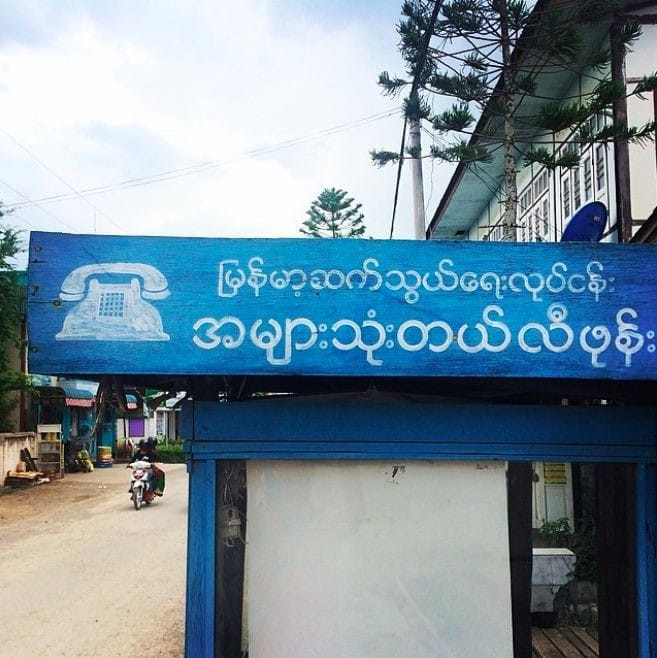 မြန်မာ့ဆက်သွယ်ရေးလုပ်ငန်း
အများသုံးတယ်လီဖုန်း